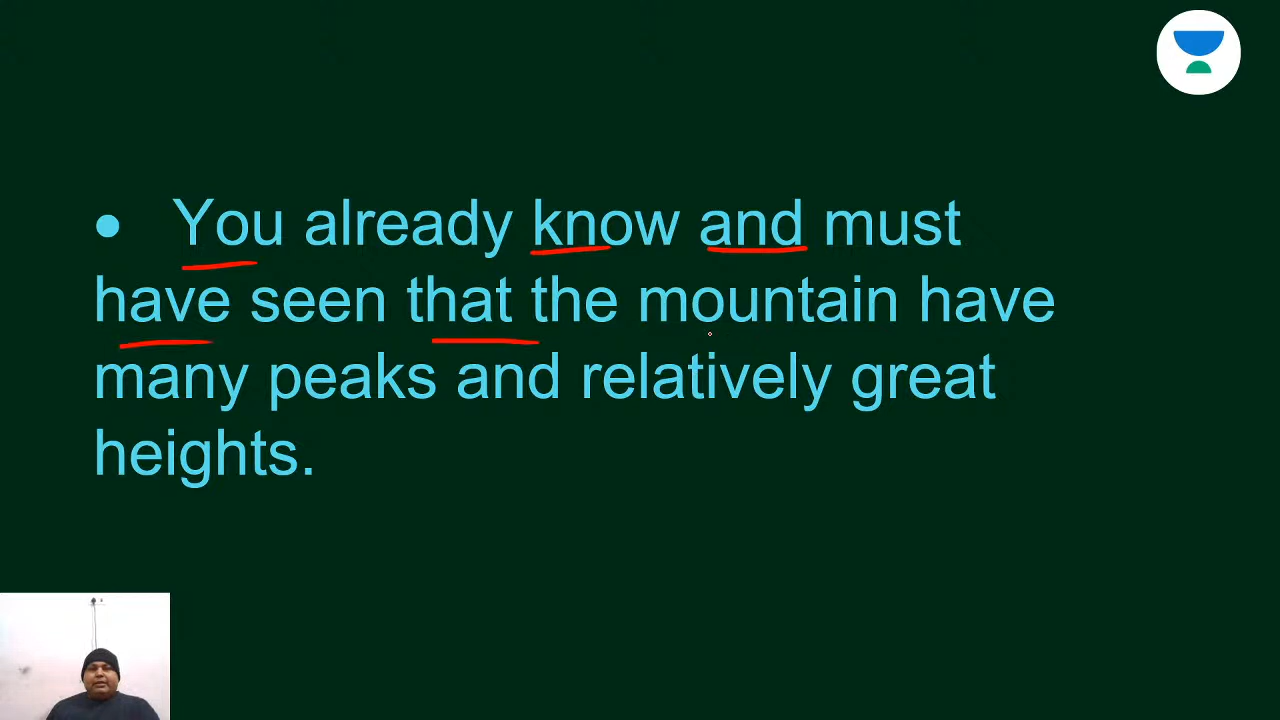 • You already know and must
have seen that the mountain have
many peaks and relatively great
heights.